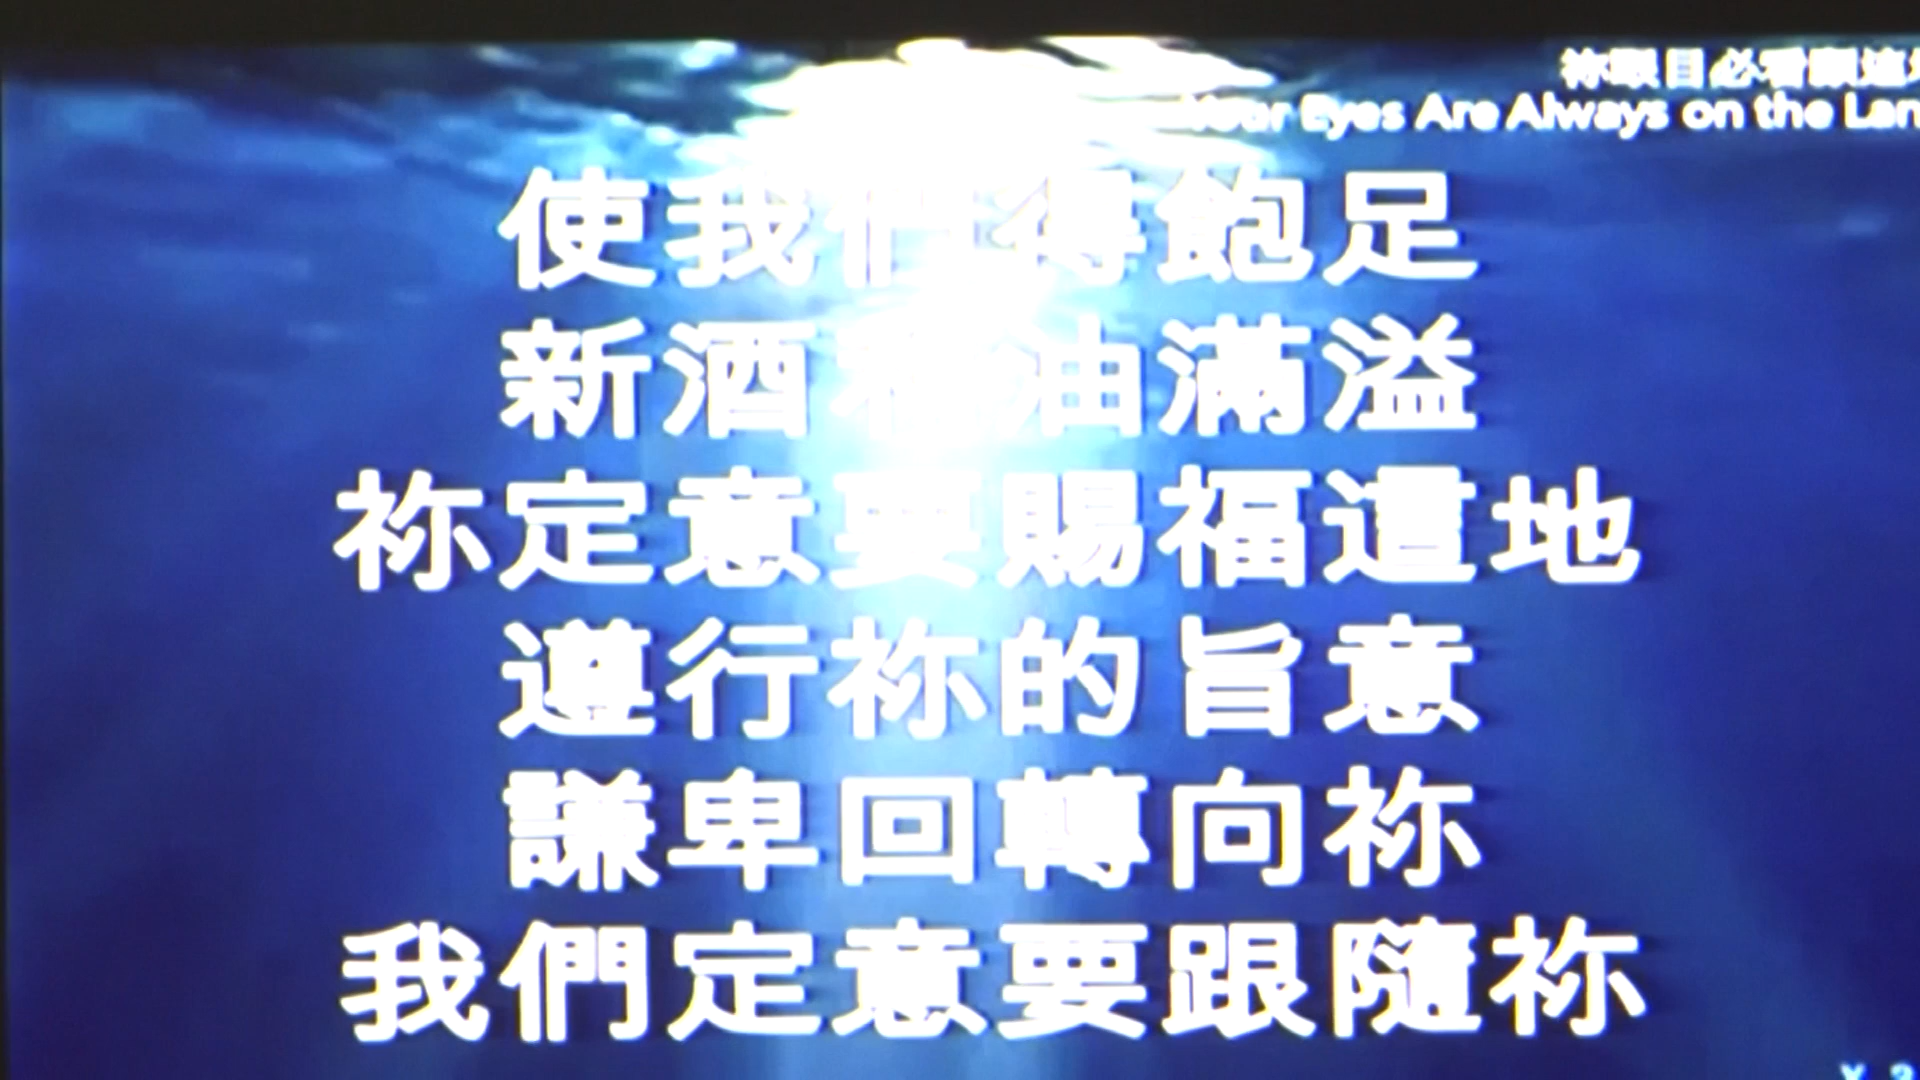 祢眼目必看顧這
Your Eyes Are Always on the Lan
使我們得飽足
新酒和油滿溢
祢定意要賜福這地
遵行祢的旨意
謙卑回轉向祢
我們定意要跟隨祢